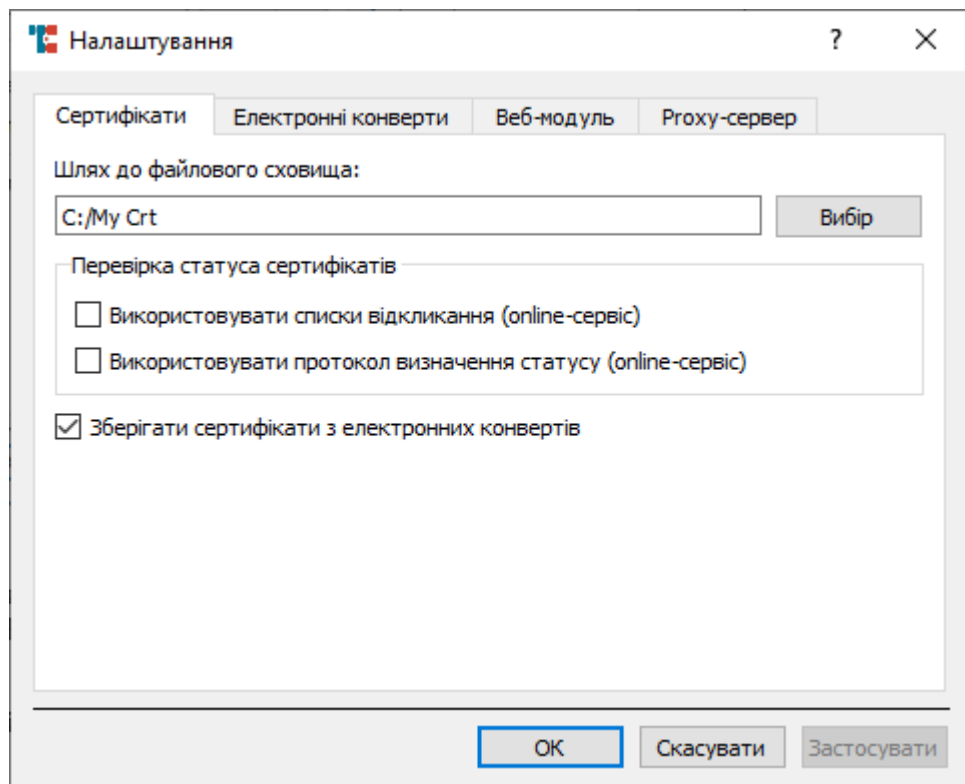 Налаштування
Сертифікати Електронні конверти Веб-модуль Proxy-сервер
Шлях до файлового сховища:
C:/My Crt Вибір
Перевірка статуса сертифікатів
Використовувати списки відкликання (online-сервіс)
Використовувати протокол визначення статусу (online-сервіс)
Зберігати сертифікати з електронних конвертів
ОК Скасувати Застосувати